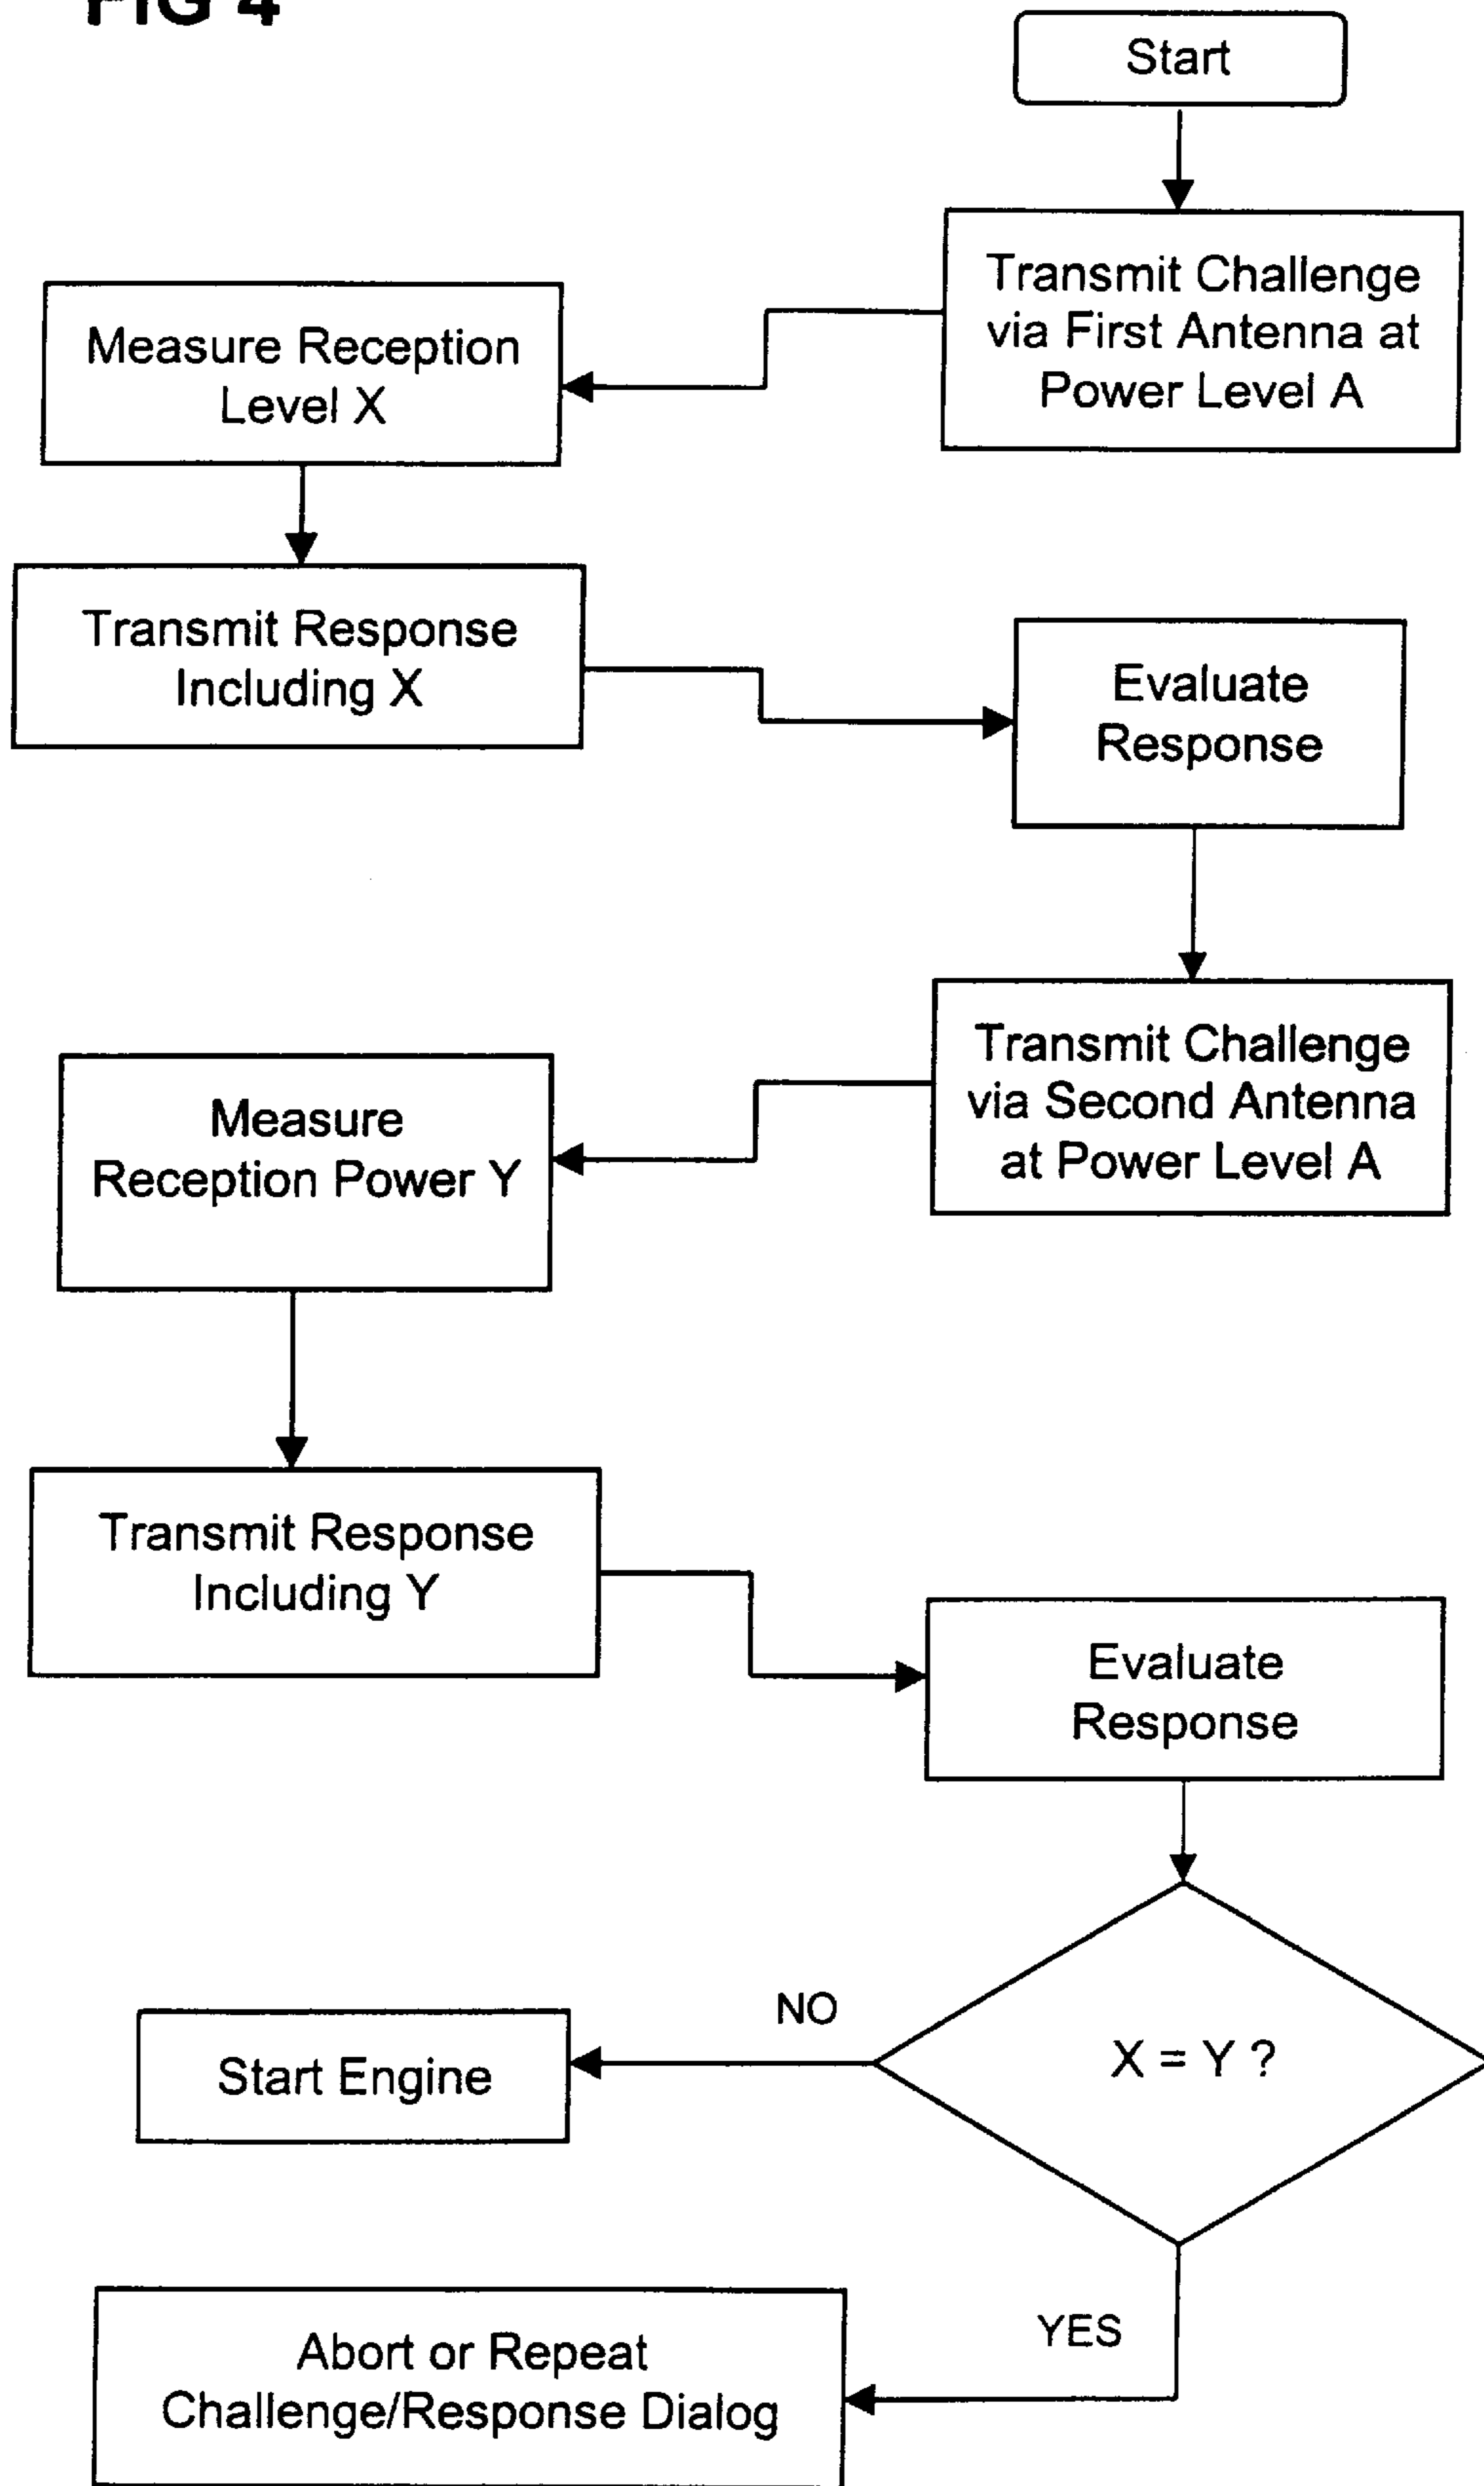 FIG 4
Start
Transmit Challenge
via First Antenna at
Power Level A
Measure Reception
Level X
Transmit Response
Including X
Evaluate
Response
Transmit Challenge
via Second Antenna
at Power Level A
Measure
Reception Power Y
Transmit Response
Including Y
Evaluate
Response
X = Y ?
NO
Start Engine
YES
Abort or Repeat
Challenge/Response Dialog